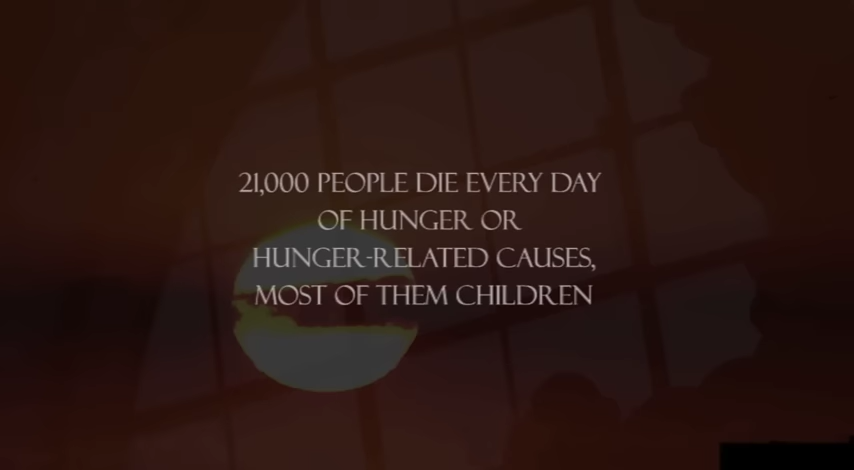 21,000 PEOPLE DIE EVERY DAY
OF HUNGER OR
HUNGER-RELATED CAUSES,
MOST OF THEM CHILDREN